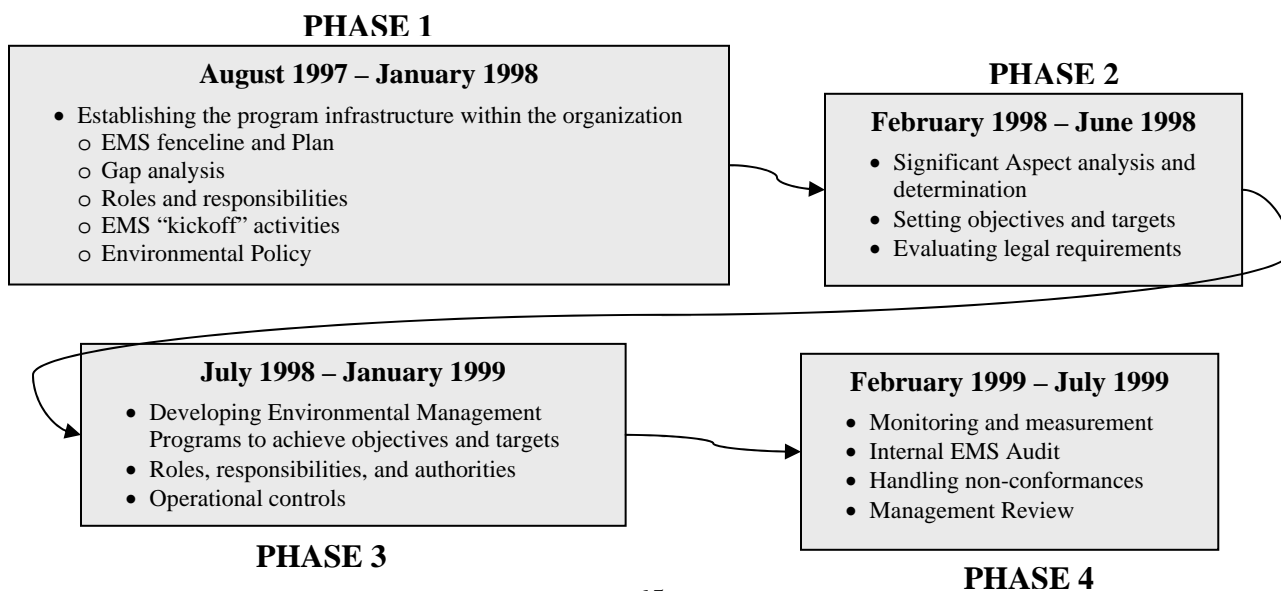 PHASE 1
August 1997 – January 1998
• Establishing the program infrastructure within the organization
o EMS fenceline and Plan
o Gap analysis
o Roles and responsibilities
o EMS “kickoff” activities
o Environmental Policy
PHASE 2
February 1998 – June 1998
• Significant Aspect analysis and
determination
• Setting objectives and targets
• Evaluating legal requirements
July 1998 – January 1999
• Developing Environmental Management
Programs to achieve objectives and targets
• Roles, responsibilities, and authorities
• Operational controls
PHASE 3
February 1999 – July 1999
• Monitoring and measurement
• Internal EMS Audit
• Handling non-conformances
• Management Review
PHASE 4